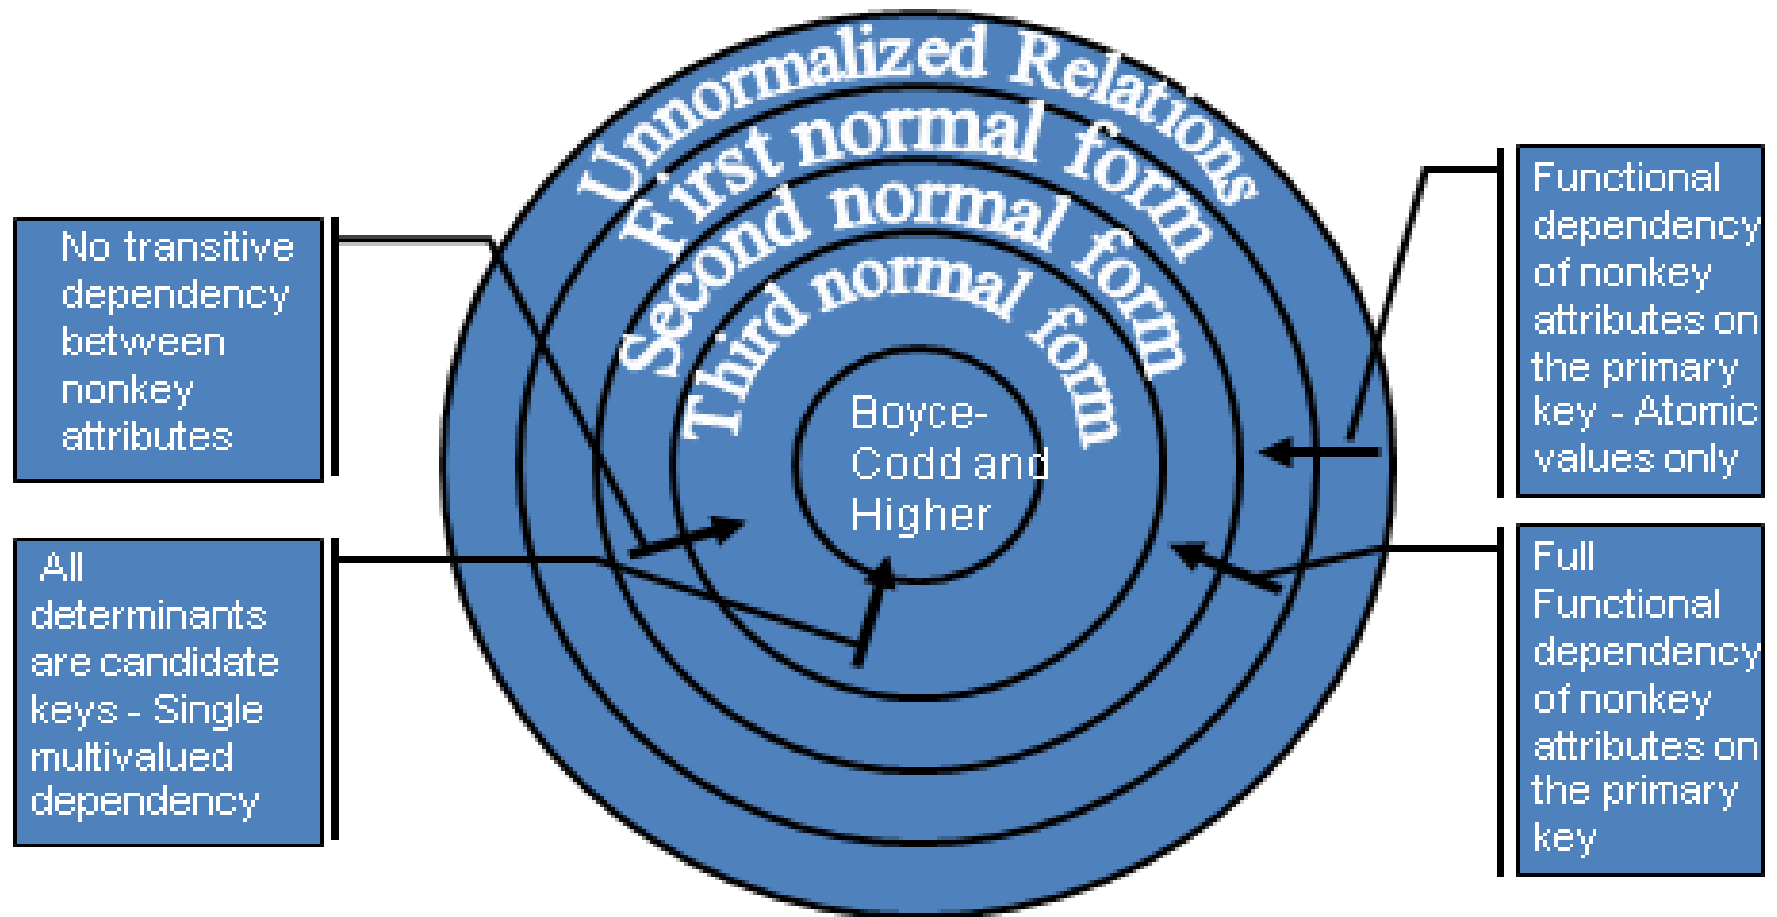 Unnormalized Relations
First normal form
Second normal form
Third normal form
Boyce-
Codd and
Higher
No transitive
dependency
between
nonkey
attributes
All
determinants
are candidate
keys - Single
multivalued
dependency
Functional
dependency
of nonkey
attributes on
the primary
key - Atomic
values only
Full
Functional
dependency
of nonkey
attributes on
the primary
key